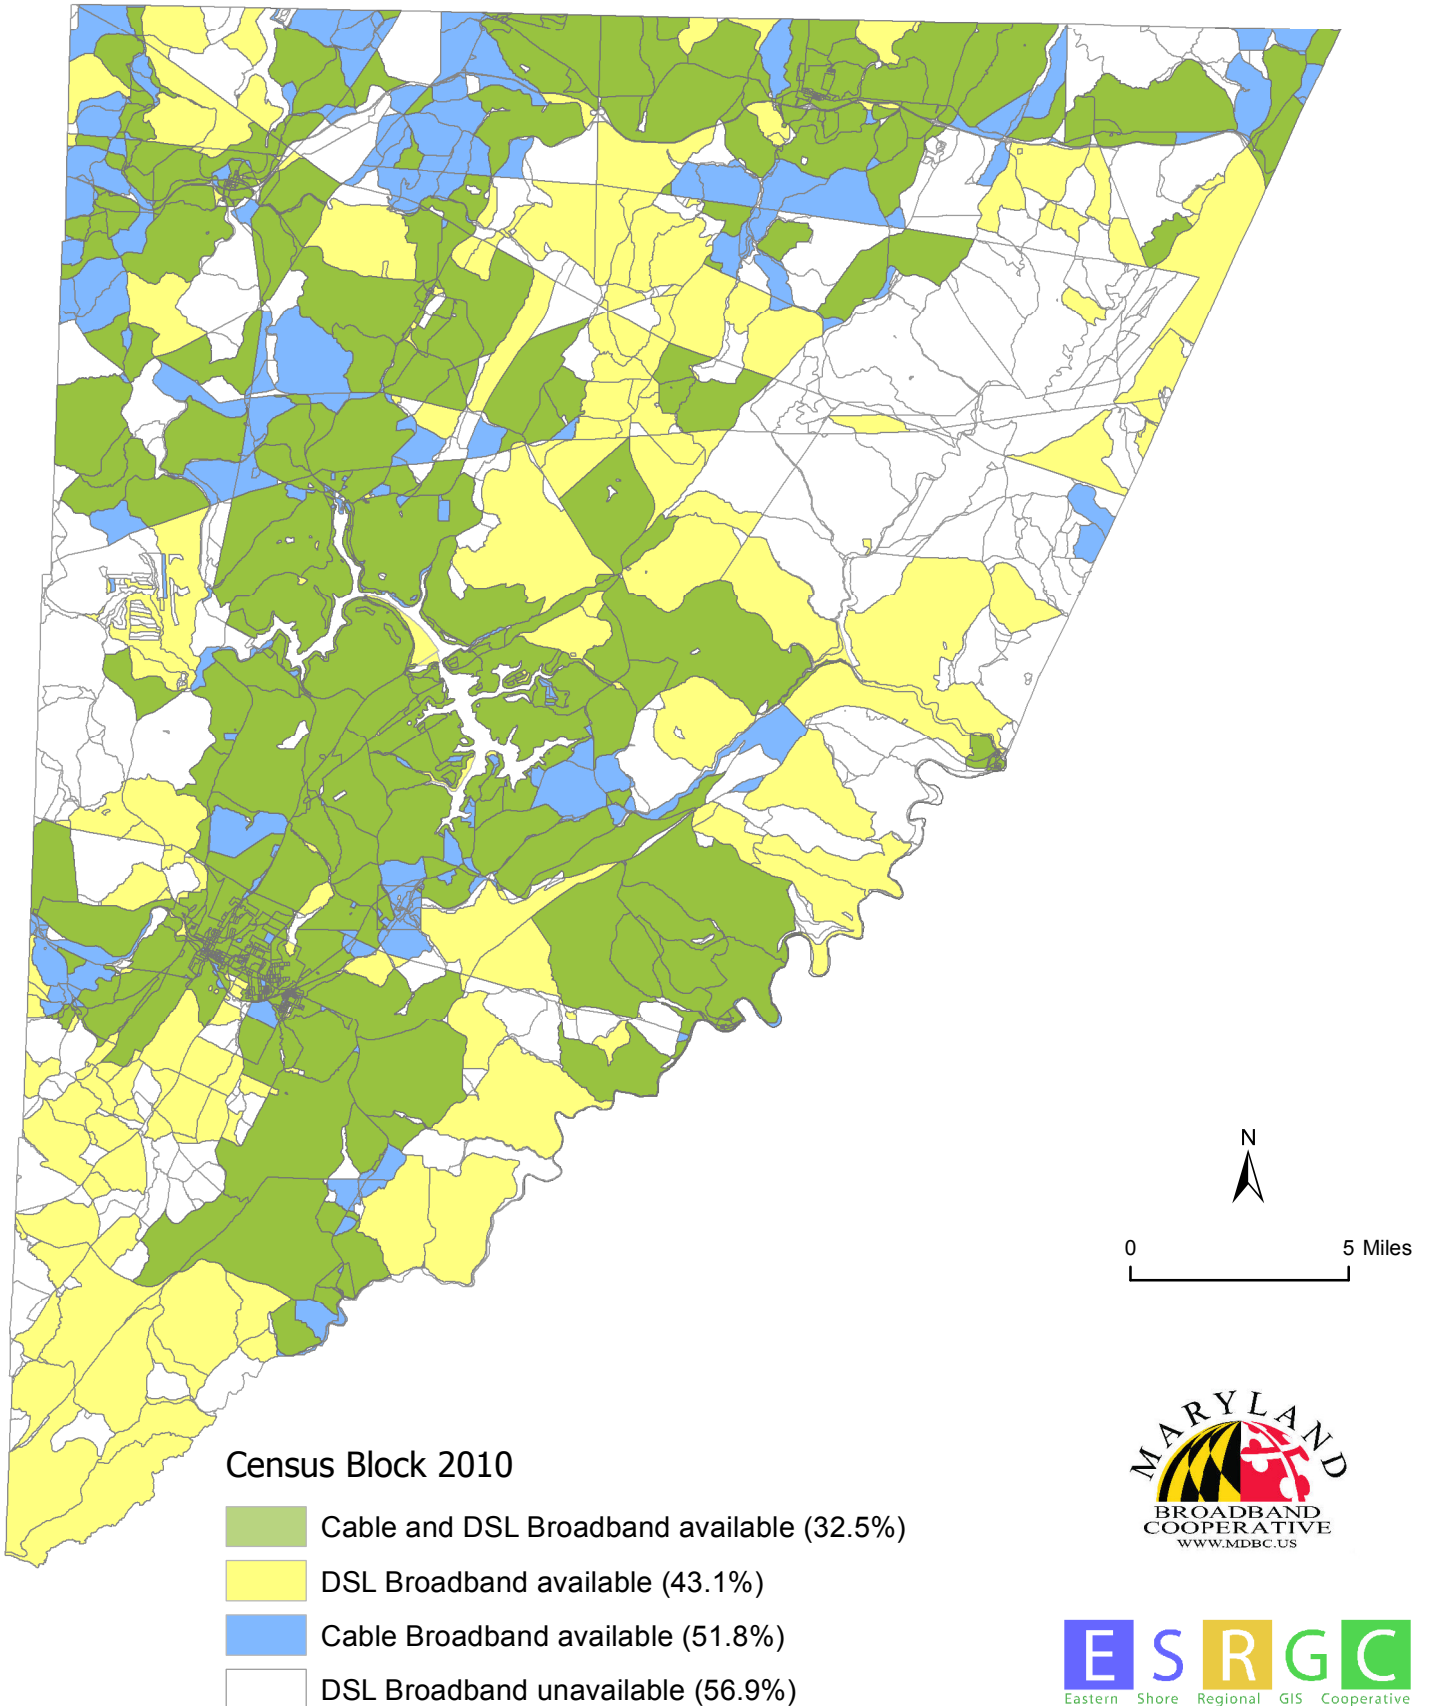 N
0 5 Miles
MARYLAND
BROADBAND
COOPERATIVE
WWW.MDBC.US
Census Block 2010
Cable and DSL Broadband available (32.5%)
DSL Broadband available (43.1%)
Cable Broadband available (51.8%)
DSL Broadband unavailable (56.9%)
E S R G C
Eastern Shore Regional GIS Cooperative